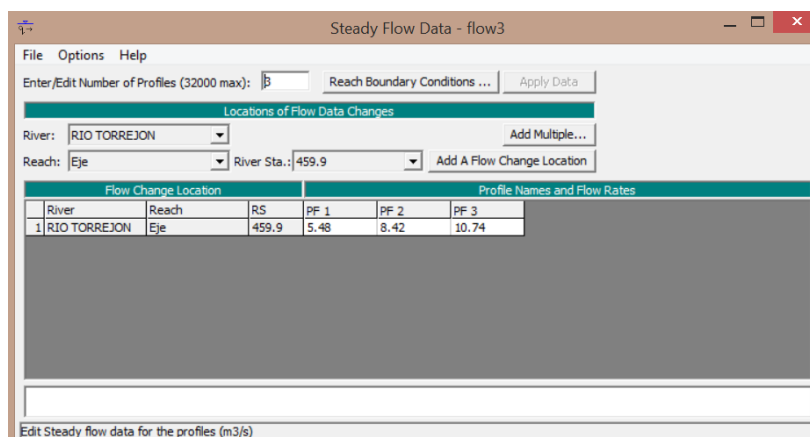 Steady Flow Data - flow3
File Options Help
Enter/Edit Number of Profiles (32000 max): 3 Reach Boundary Conditions ... Apply Data
Locations of Flow Data Changes
River: RIO TORREJON Add Multiple...
Reach: Eje River Sta.: 459.9 Add A Flow Change Location
Flow Change Location Profile Names and Flow Rates
River Reach RS PF 1 PF 2 PF 3
1 RIO TORREJON Eje 459.9 5.48 8.42 10.74
Edit Steady flow data for the profiles (m3/s)